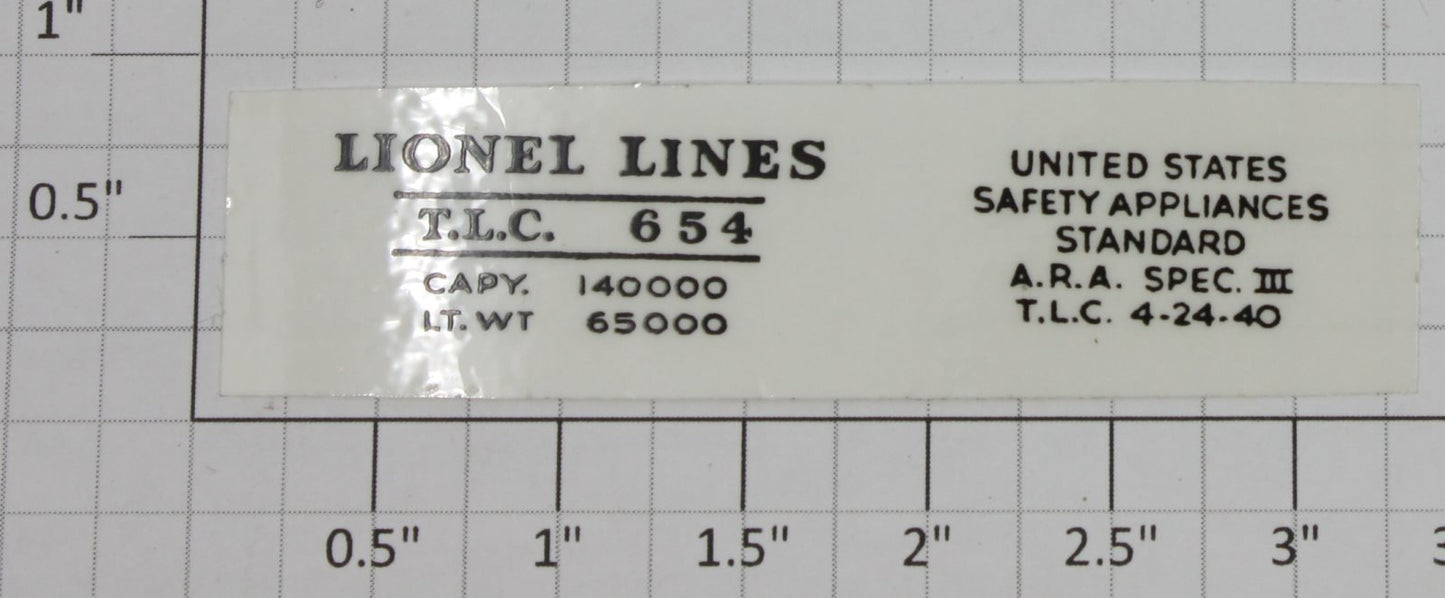 1"
0.5"
LIONEL LINES
T.L.C. 654
CAPY. 140000
LT. WT 65000
UNITED STATES
SAFETY APPLIANCES
STANDARD
A.R.A. SPEC. III
T.L.C. 4-24-40
0.5" 1" 1.5" 2" 2.5" 3"